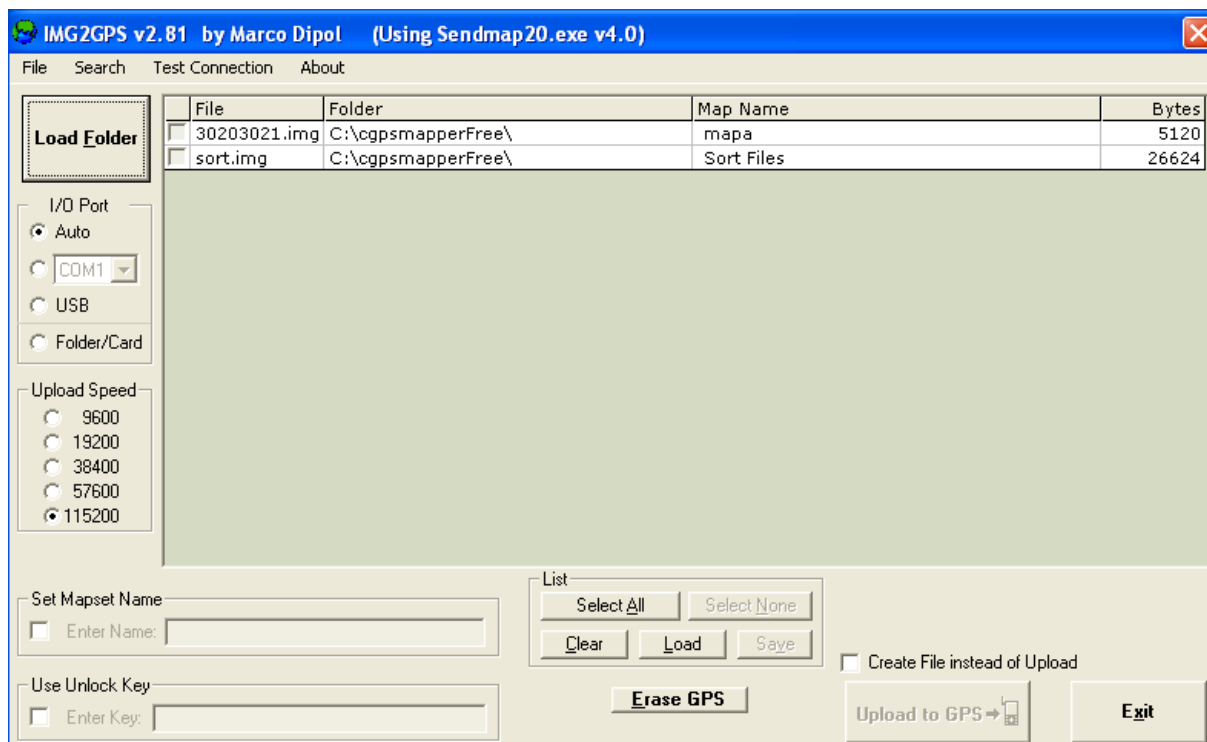 IMG2GPS v2.81 by Marco Dipol (Using Sendmap20.exe v4.0)
File Search Test Connection About
Load Folder
File Folder Map Name Bytes
30203021.img C:\cgpsmapperFree\ mapa 5120
sort.img C:\cgpsmapperFree\ Sort Files 26624
I/O Port
Auto
COM1
USB
Folder/Card
Upload Speed
9600
19200
38400
57600
115200
Set Mapset Name
Enter Name:
Use Unlock Key
Enter Key:
List
Select All Select None
Clear Load Save
Erase GPS
Create File instead of Upload
Upload to GPS
Exit